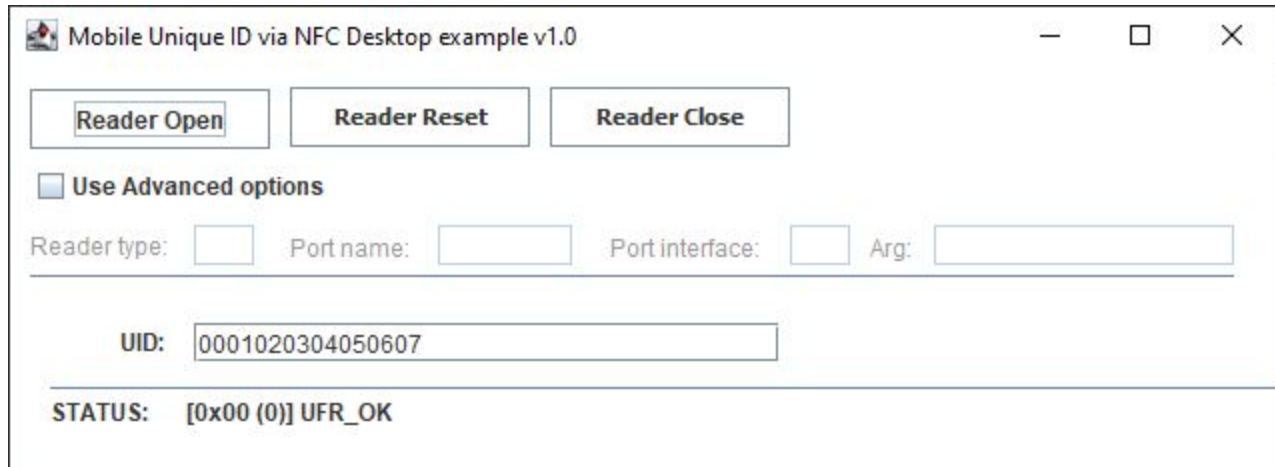 Mobile Unique ID via NFC Desktop example v1.0
Reader Open Reader Reset Reader Close
Use Advanced options
Reader type: Port name: Port interface: Arg:
UID: 0001020304050607
STATUS: [0x00 (0)] UFR_OK